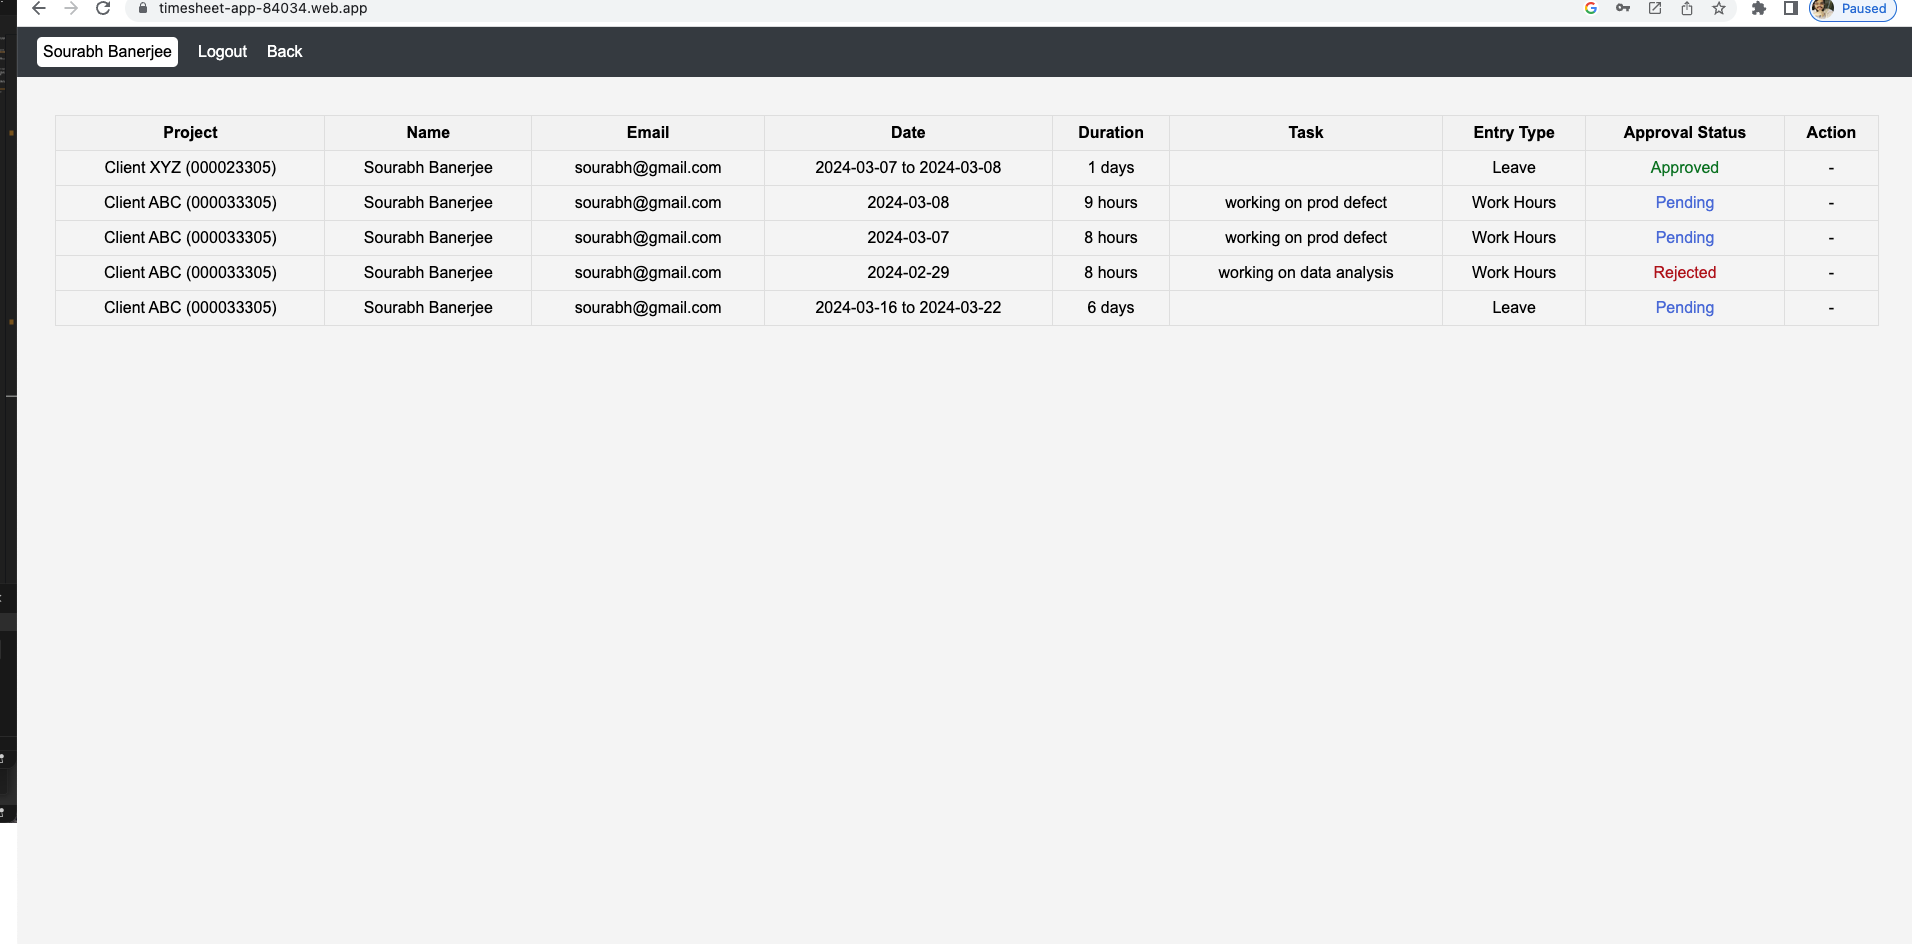 timesheet-app-84034.web.app
Paused
Sourabh Banerjee Logout Back
Project Name Email Date Duration Task Entry Type Approval Status Action
Client XYZ (000023305) Sourabh Banerjee sourabh@gmail.com 2024-03-07 to 2024-03-08 1 days Leave Approved -
Client ABC (000033305) Sourabh Banerjee sourabh@gmail.com 2024-03-08 9 hours working on prod defect Work Hours Pending -
Client ABC (000033305) Sourabh Banerjee sourabh@gmail.com 2024-03-07 8 hours working on prod defect Work Hours Pending -
Client ABC (000033305) Sourabh Banerjee sourabh@gmail.com 2024-02-29 8 hours working on data analysis Work Hours Rejected -
Client ABC (000033305) Sourabh Banerjee sourabh@gmail.com 2024-03-16 to 2024-03-22 6 days Leave Pending -